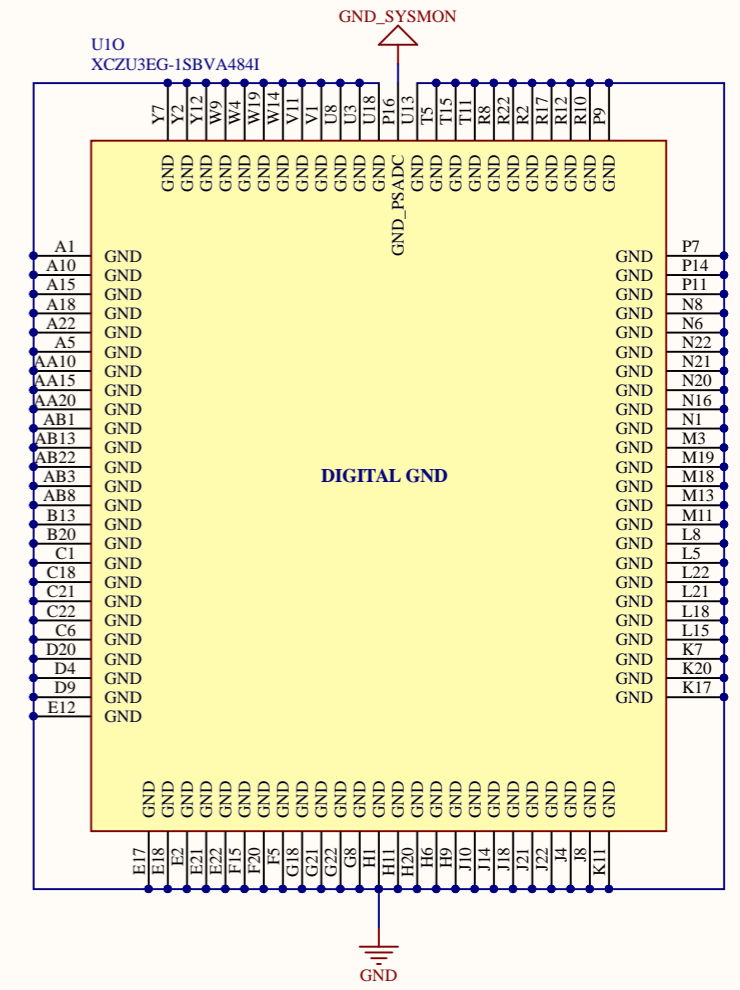 GND_SYSMON
U1O
XCZU3EG-1SBVA484I
Y7 Y2 Y12 W9 W4 W19 W14 V11 V1 U8 U3 U18 P16 U13 T5 T15 T11 R8 R22 R2 R17 R12 R10 P9
GND GND GND GND GND GND GND GND GND GND GND GND GND_PSADC GND GND GND GND GND GND GND GND GND GND GND
A1 GND GND P7
A10 GND GND P14
A15 GND GND P11
A18 GND GND N8
A22 GND GND N6
A5 GND GND N22
AA10 GND GND N21
AA15 GND GND N20
AA20 GND GND N16
AB1 GND GND N1
AB13 GND GND M3
AB22 GND GND M19
DIGITAL GND
AB3 GND GND M18
AB8 GND GND M13
B13 GND GND M11
B20 GND GND L8
C1 GND GND L5
C18 GND GND L22
C21 GND GND L21
C22 GND GND L18
C6 GND GND L15
D20 GND GND K7
D4 GND GND K20
D9 GND GND K17
E12 GND
GND GND GND GND GND GND GND GND GND GND GND GND GND GND GND GND GND GND GND GND GND GND GND GND GND
E17 E18 E2 E21 E22 F15 F20 F5 G18 G21 G22 G8 H1 H11 H20 H6 H9 J10 J14 J18 J21 J22 J4 J8 K11
GND